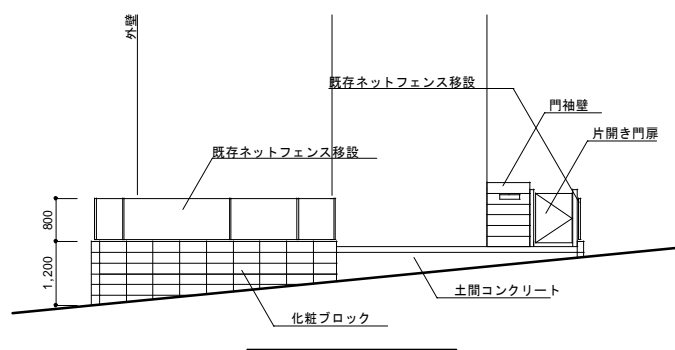 外壁
既存ネットフェンス移設
門袖壁
片開き門扉
既存ネットフェンス移設
800
1,200
土間コンクリート
化粧ブロック